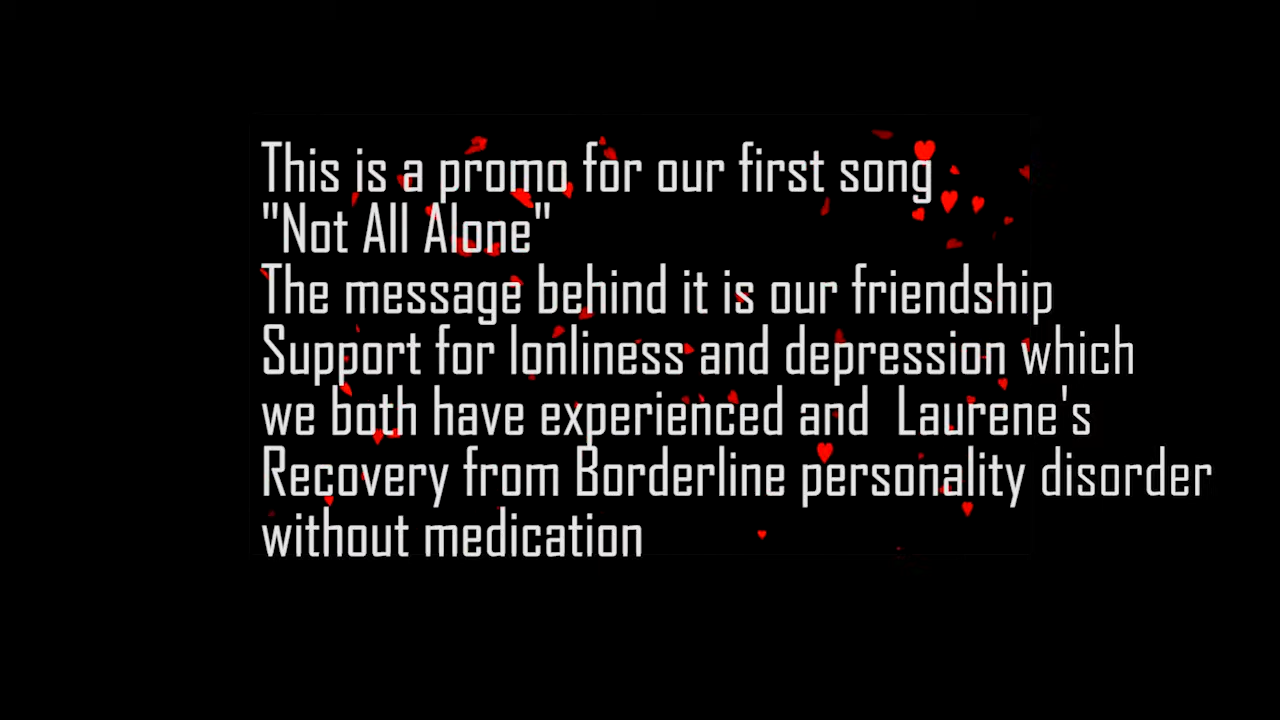 This is a promo for our first song
"Not All Alone"
The message behind it is our friendship
Support for lonliness and depression which
we both have experienced and  Laurene's
Recovery from Borderline personality disorder
without medication